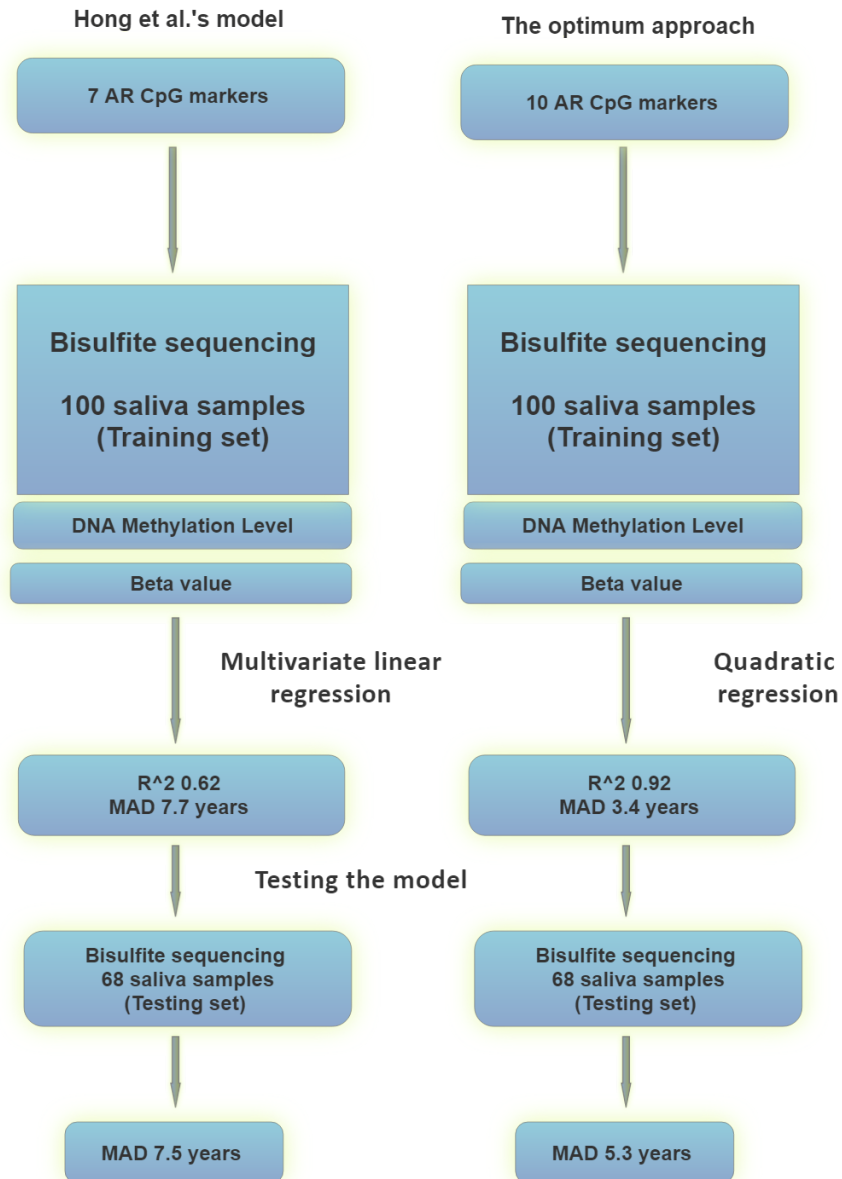 Hong et al.'s model
7 AR CpG markers
Bisulfite sequencing
100 saliva samples
(Training set)
DNA Methylation Level
Beta value
Multivariate linear
regression
R^2 0.62
MAD 7.7 years
Testing the model
Bisulfite sequencing
68 saliva samples
(Testing set)
MAD 7.5 years
The optimum approach
10 AR CpG markers
Bisulfite sequencing
100 saliva samples
(Training set)
DNA Methylation Level
Beta value
Quadratic
regression
R^2 0.92
MAD 3.4 years
Bisulfite sequencing
68 saliva samples
(Testing set)
MAD 5.3 years